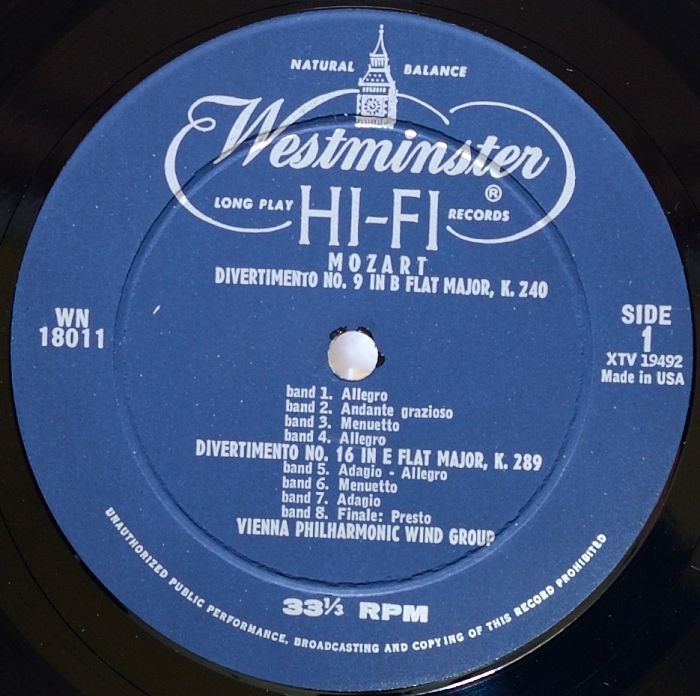 NATURAL BALANCE
Westminster ®
LONG PLAY HI-FI RECORDS
MOZART
DIVERTIMENTO NO. 9 IN B FLAT MAJOR, K. 240
WN
18011
SIDE
1
XTV 19492
Made in USA
band 1. Allegro
band 2. Andante grazioso
band 3. Menuetto
band 4. Allegro
DIVERTIMENTO NO. 16 IN E FLAT MAJOR, K. 289
band 5. Adagio - Allegro
band 6. Menuetto
band 7. Adagio
band 8. Finale: Presto
VIENNA PHILHARMONIC WIND GROUP
33⅓ RPM
UNAUTHORIZED PUBLIC PERFORMANCE, BROADCASTING AND COPYING OF THIS RECORD PROHIBITED